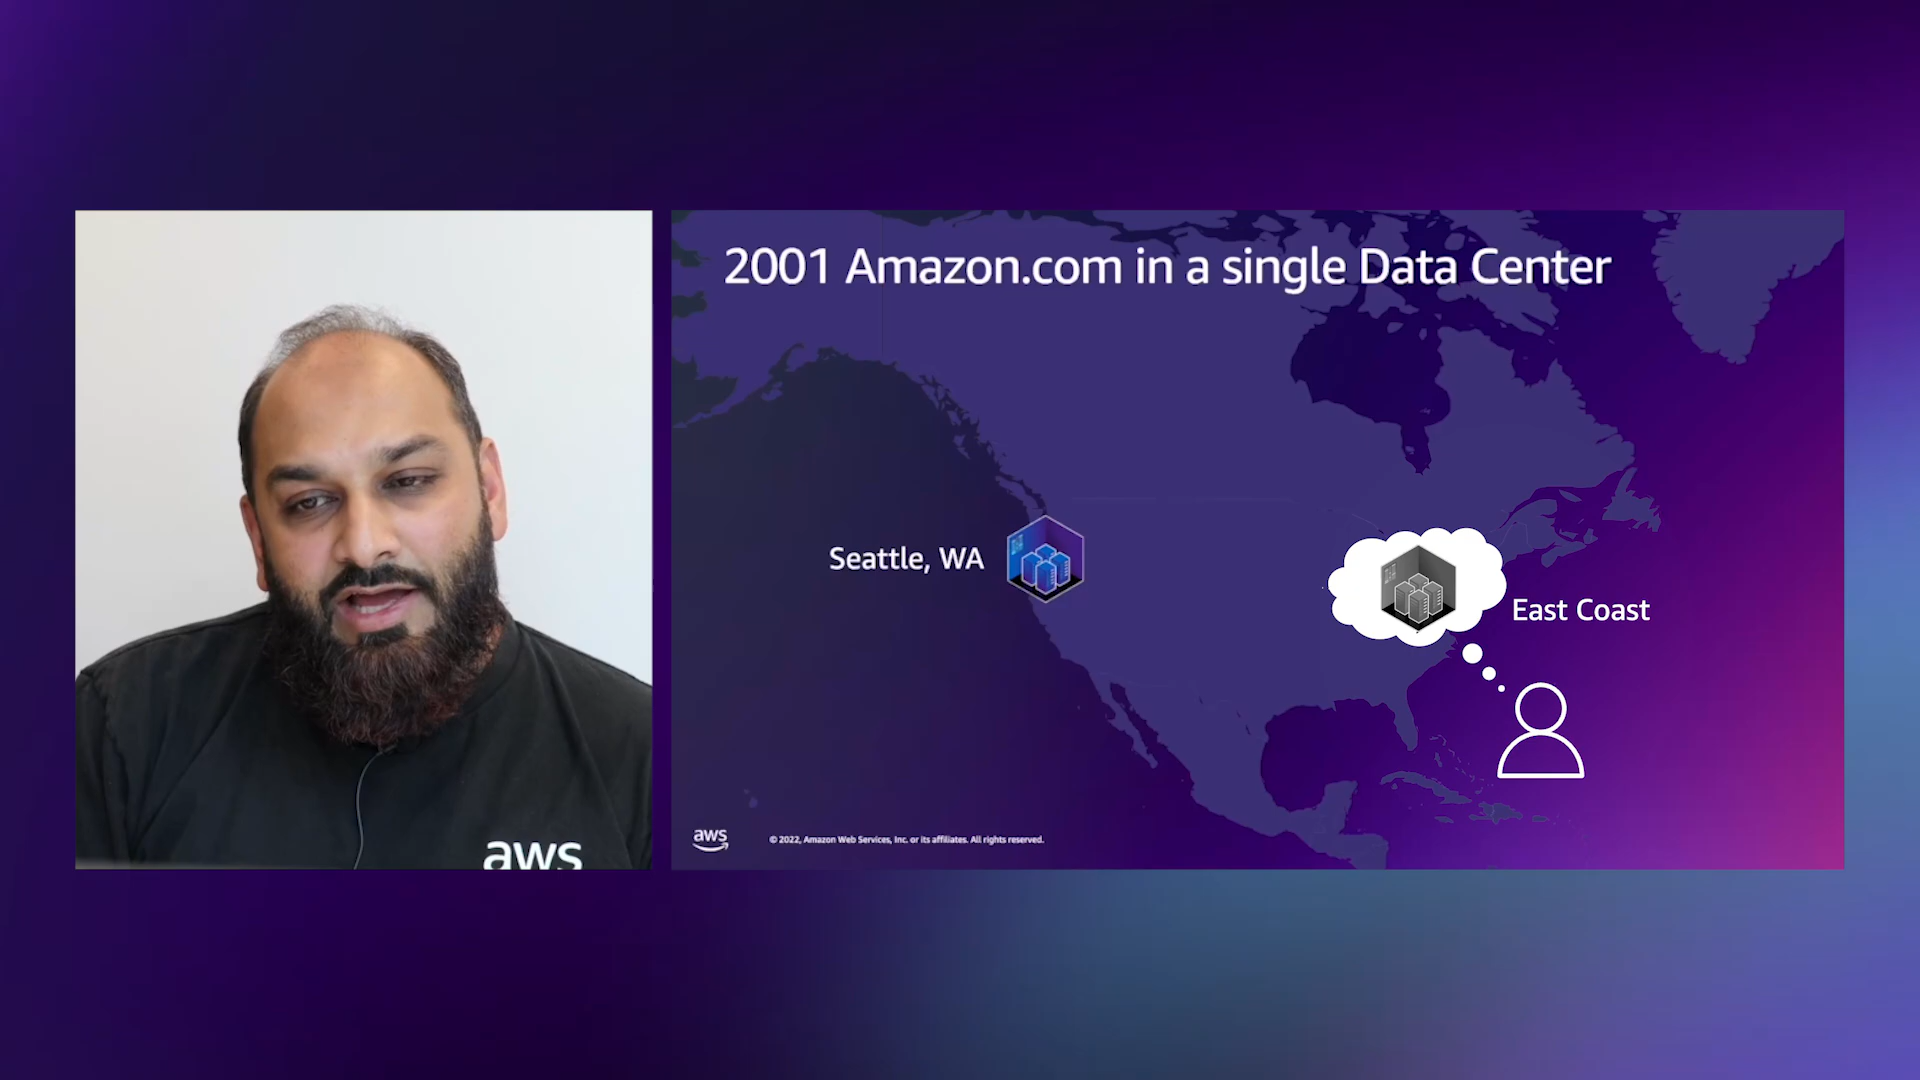 2001 Amazon.com in a single Data Center
Seattle, WA
East Coast
aws
aws
© 2022, Amazon Web Services, Inc. or its affiliates. All rights reserved.